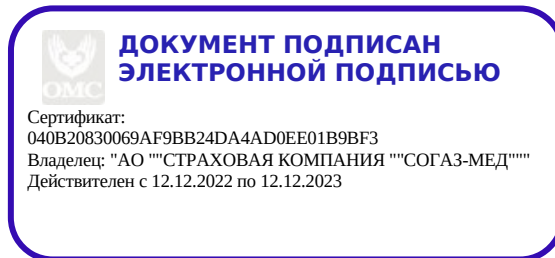 ДОКУМЕНТ ПОДПИСАН
ЭЛЕКТРОННОЙ ПОДПИСЬЮ
ОМС
Сертификат:
040B20830069AF9BB24DA4AD0EE01B9BF3
Владелец: "АО ""СТРАХОВАЯ КОМПАНИЯ ""СОГАЗ-МЕД"""
Действителен с 12.12.2022 по 12.12.2023